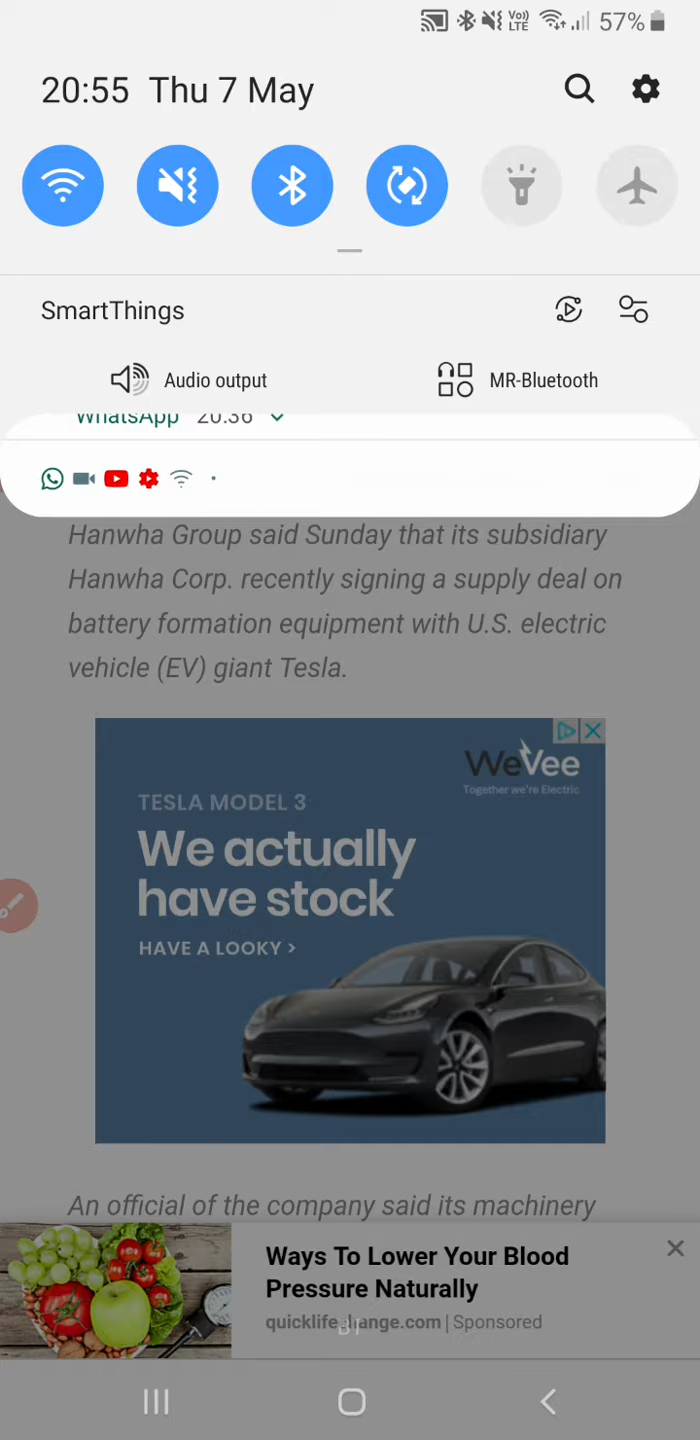 Vo)) LTE 57%
20:55 Thu 7 May
SmartThings
Audio output MR-Bluetooth
WhatsApp 20:36
Hanwha Group said Sunday that its subsidiary
Hanwha Corp. recently signing a supply deal on
battery formation equipment with U.S. electric
vehicle (EV) giant Tesla.
WeVee
Together we're Electric
TESLA MODEL 3
We actually
have stock
HAVE A LOOKY >
An official of the company said its machinery
Ways To Lower Your Blood
Pressure Naturally
quicklifechange.com | Sponsored
BT